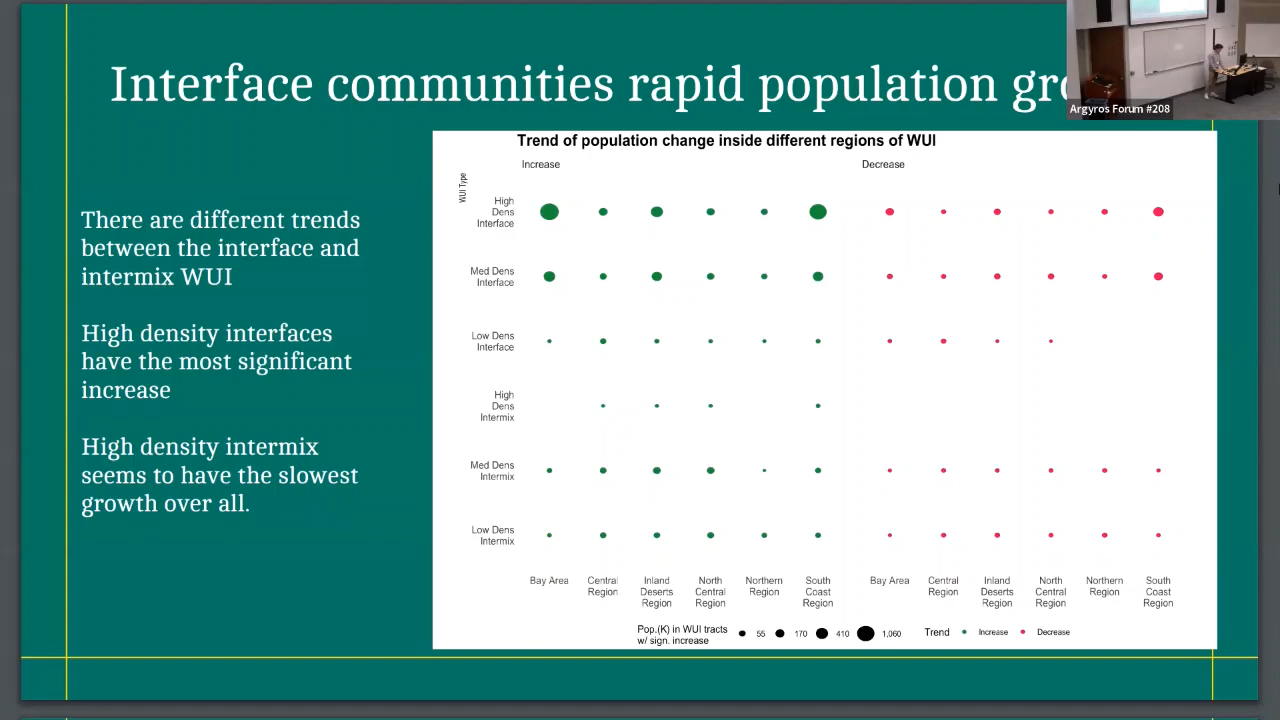 Interface communities rapid population gro
Argyros Forum #208
There are different trends
between the interface and
intermix WUI
High density interfaces
have the most significant
increase
High density intermix
seems to have the slowest
growth over all.
Trend of population change inside different regions of WUI
Increase
Decrease
WUI Type
High
Dens
Interface
Med Dens
Interface
Low Dens
Interface
High
Dens
Intermix
Med Dens
Intermix
Low Dens
Intermix
Bay Area
Central
Region
Inland
Deserts
Region
North
Central
Region
Northern
Region
South
Coast
Region
Bay Area
Central
Region
Inland
Deserts
Region
North
Central
Region
Northern
Region
South
Coast
Region
Pop.(K) in WUI tracts
w/ sign. increase
55
170
410
1,060
Trend
Increase
Decrease